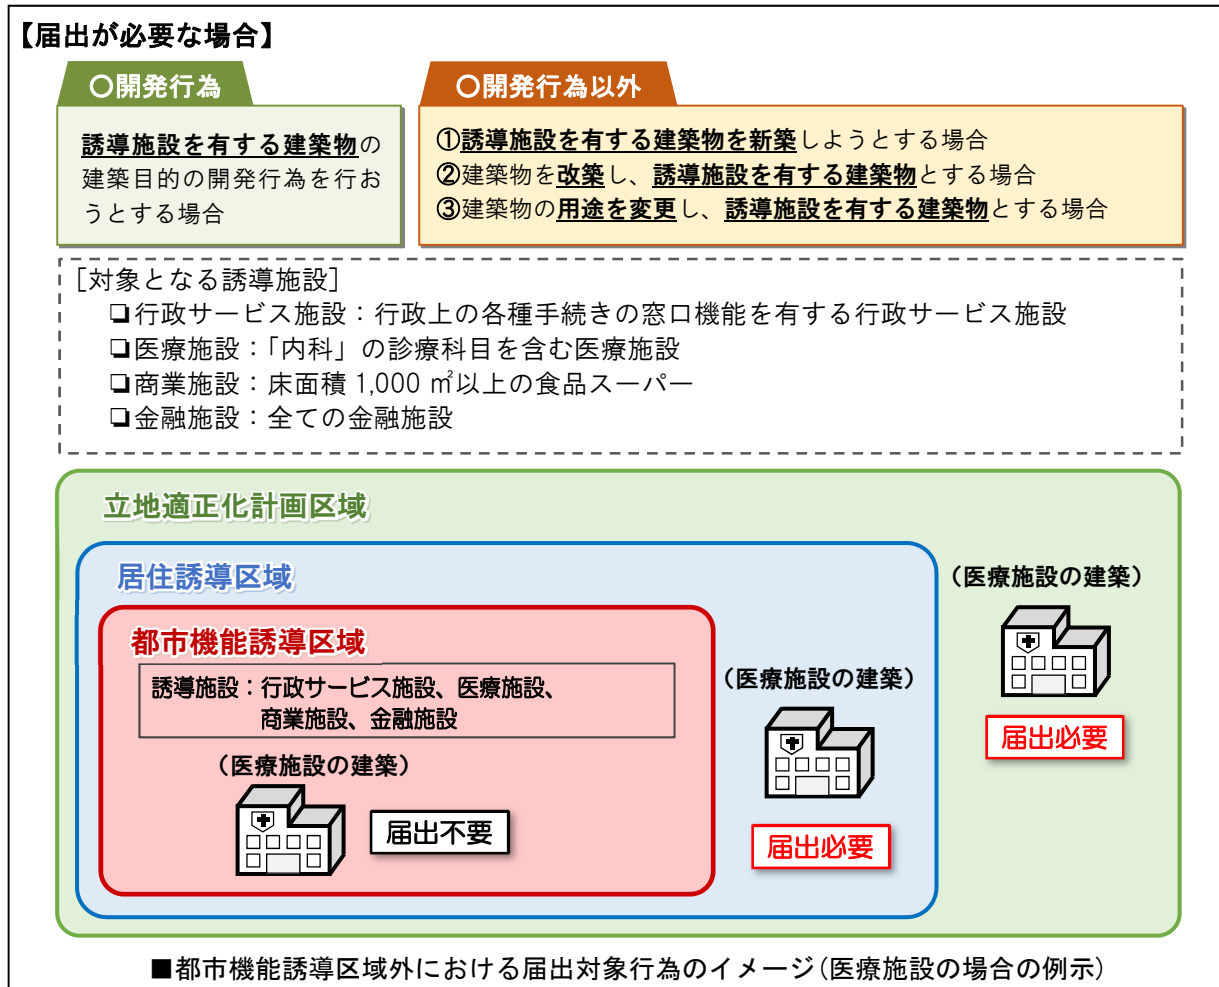 【届出が必要な場合】
〇開発行為
誘導施設を有する建築物の
建築目的の開発行為を行お
うとする場合
〇開発行為以外
①誘導施設を有する建築物を新築しようとする場合
②建築物を改築し、誘導施設を有する建築物とする場合
③建築物の用途を変更し、誘導施設を有する建築物とする場合
［対象となる誘導施設］
❏行政サービス施設：行政上の各種手続きの窓口機能を有する行政サービス施設
❏医療施設：「内科」の診療科目を含む医療施設
❏商業施設：床面積 1,000 ㎡以上の食品スーパー
❏金融施設：全ての金融施設
立地適正化計画区域
居住誘導区域
都市機能誘導区域
誘導施設：行政サービス施設、医療施設、
商業施設、金融施設
（医療施設の建築）
届出不要
（医療施設の建築）
届出必要
（医療施設の建築）
届出必要
■都市機能誘導区域外における届出対象行為のイメージ(医療施設の場合の例示)